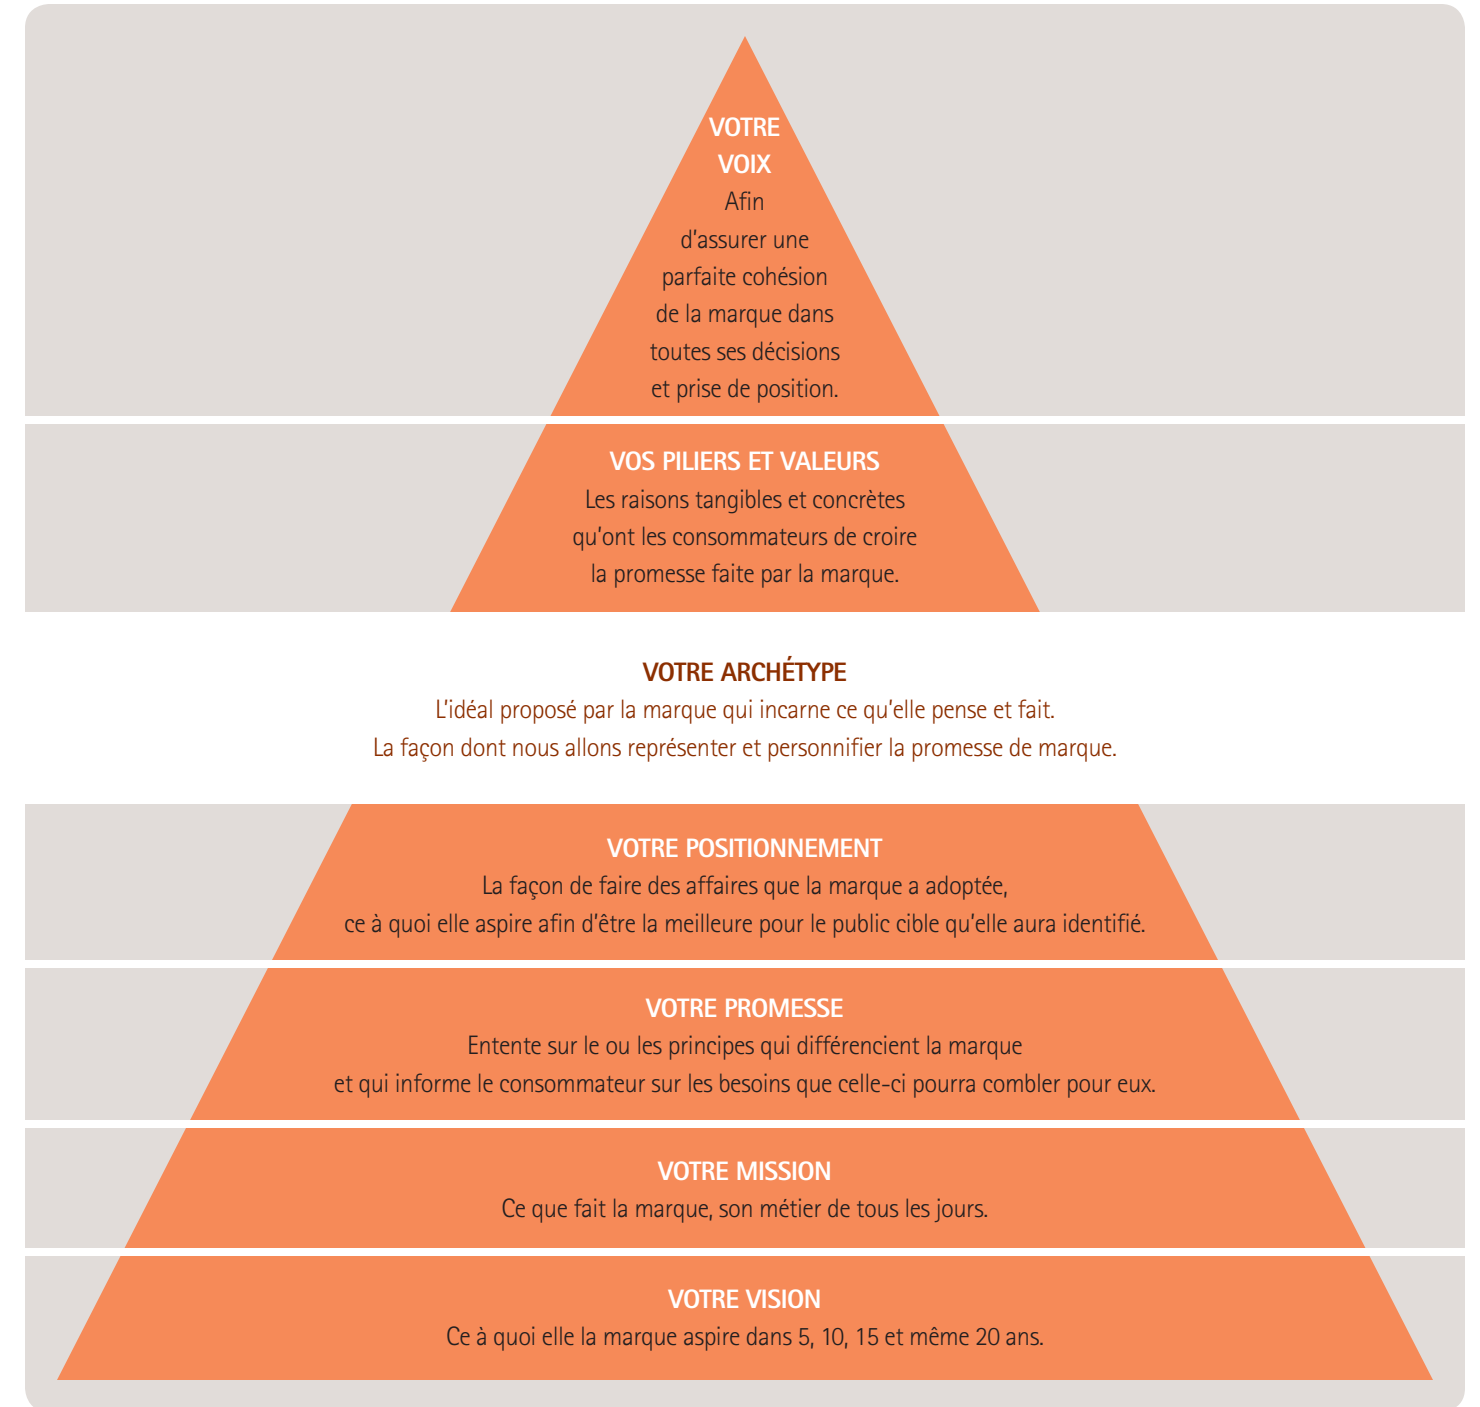 VOTRE
VOIX
Afin
d'assurer une
parfaite cohésion
de la marque dans
toutes ses décisions
et prise de position.
VOS PILIERS ET VALEURS
Les raisons tangibles et concrètes
qu'ont les consommateurs de croire
la promesse faite par la marque.
VOTRE ARCHÉTYPE
L'idéal proposé par la marque qui incarne ce qu'elle pense et fait.
La façon dont nous allons représenter et personnifier la promesse de marque.
VOTRE POSITIONNEMENT
La façon de faire des affaires que la marque a adoptée,
ce à quoi elle aspire afin d'être la meilleure pour le public cible qu'elle aura identifié.
VOTRE PROMESSE
Entente sur le ou les principes qui différencient la marque
et qui informe le consommateur sur les besoins que celle-ci pourra combler pour eux.
VOTRE MISSION
Ce que fait la marque, son métier de tous les jours.
VOTRE VISION
Ce à quoi elle la marque aspire dans 5, 10, 15 et même 20 ans.